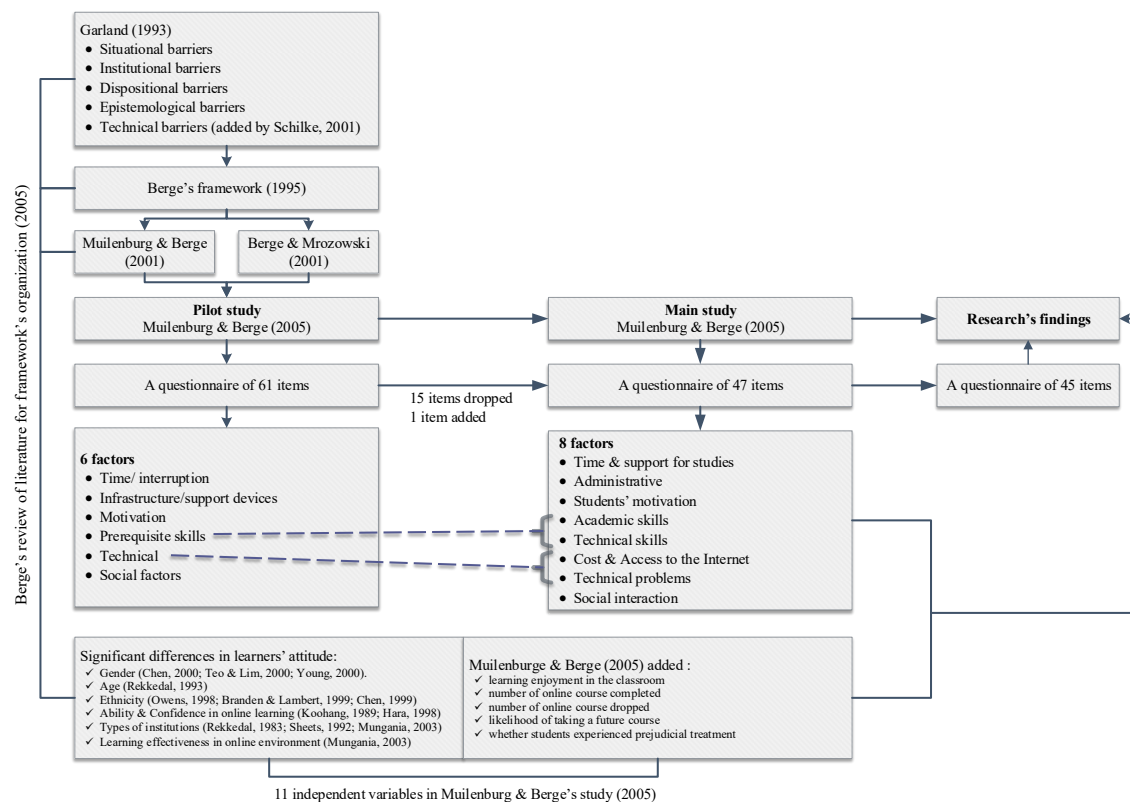 Garland (1993)
● Situational barriers
● Institutional barriers
● Dispositional barriers
● Epistemological barriers
● Technical barriers (added by Schilke, 2001)
Berge’s review of literature for framework’s organization (2005)
Berge’s framework (1995)
Muilenburg & Berge
(2001)
Berge & Mrozowski
(2001)
Pilot study
Muilenburg & Berge (2005)
Main study
Muilenburg & Berge (2005)
Research’s findings
A questionnaire of 61 items
15 items dropped
1 item added
A questionnaire of 47 items
A questionnaire of 45 items
6 factors
● Time/ interruption
● Infrastructure/support devices
● Motivation
● Prerequisite skills
● Technical
● Social factors
8 factors
● Time & support for studies
● Administrative
● Students’ motivation
● Academic skills
● Technical skills
● Cost & Access to the Internet
● Technical problems
● Social interaction
Significant differences in learners’ attitude:
✓ Gender (Chen, 2000; Teo & Lim, 2000; Young, 2000).
✓ Age (Rekkedal, 1993)
✓ Ethnicity (Owens, 1998; Branden & Lambert, 1999; Chen, 1999)
✓ Ability & Confidence in online learning (Koohang, 1989; Hara, 1998)
✓ Types of institutions (Rekkedal, 1983; Sheets, 1992; Mungania, 2003)
✓ Learning effectiveness in online environment (Mungania, 2003)
Muilenburge & Berge (2005) added :
✓ learning enjoyment in the classroom
✓ number of online course completed
✓ number of online course dropped
✓ likelihood of taking a future course
✓ whether students experienced prejudicial treatment
11 independent variables in Muilenburg & Berge’s study (2005)